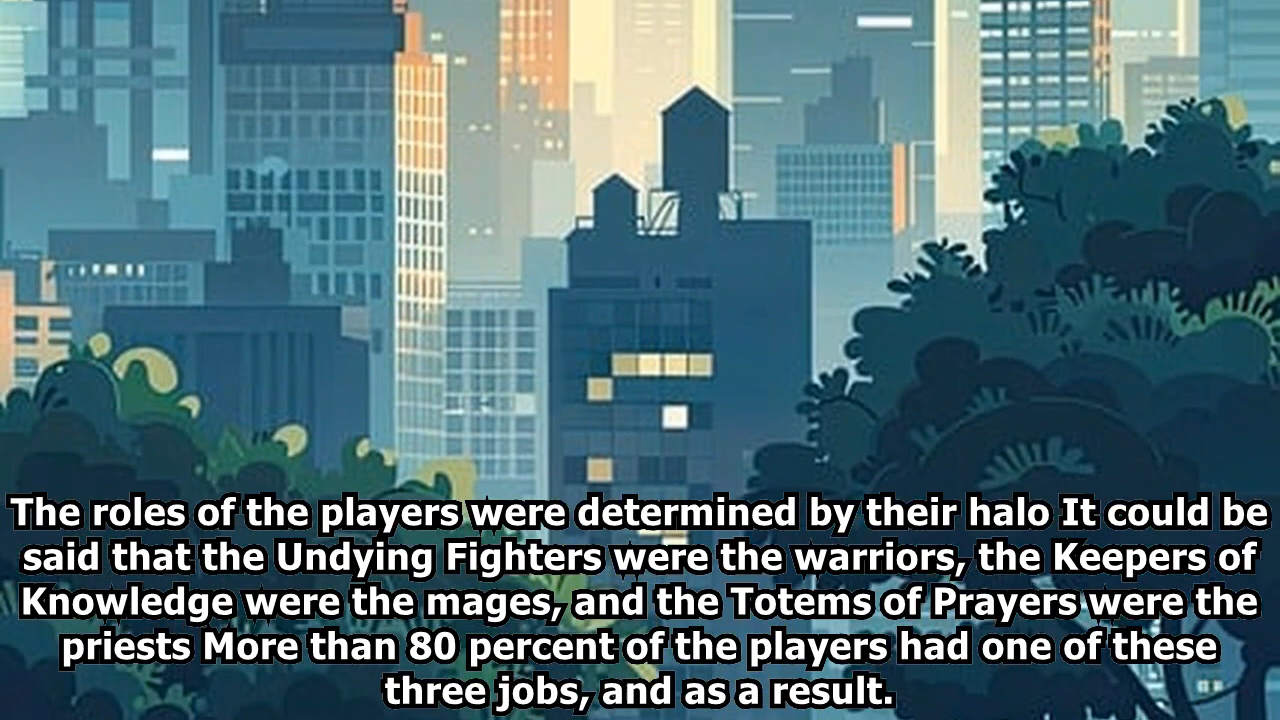 The roles of the players were determined by their halo It could be
said that the Undying Fighters were the warriors, the Keepers of
Knowledge were the mages, and the Totems of Prayers were the
priests More than 80 percent of the players had one of these
three jobs, and as a result.